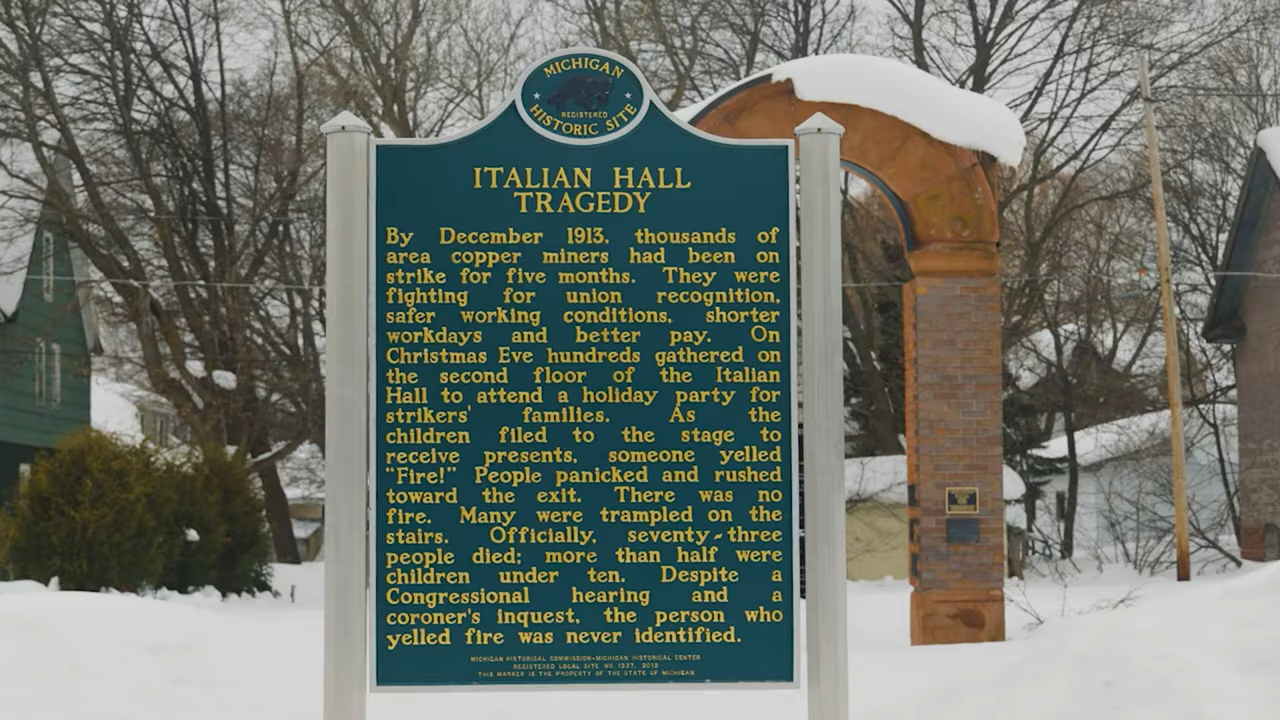 MICHIGAN
REGISTERED
HISTORIC SITE
ITALIAN HALL
TRAGEDY
By December 1913, thousands of
area copper miners had been on
strike for five months. They were
fighting for union recognition,
safer working conditions, shorter
workdays and better pay. On
Christmas Eve hundreds gathered on
the second floor of the Italian
Hall to attend a holiday party for
strikers' families. As the
children filed to the stage to
receive presents, someone yelled
"Fire!" People panicked and rushed
toward the exit. There was no
fire. Many were trampled on the
stairs. Officially, seventy-three
people died; more than half were
children under ten. Despite a
Congressional hearing and a
coroner's inquest, the person who
yelled fire was never identified.
MICHIGAN HISTORICAL COMMISSION-MICHIGAN HISTORICAL CENTER
REGISTERED LOCAL SITE NO. 1337, 2012
THIS MARKER IS THE PROPERTY OF THE STATE OF MICHIGAN